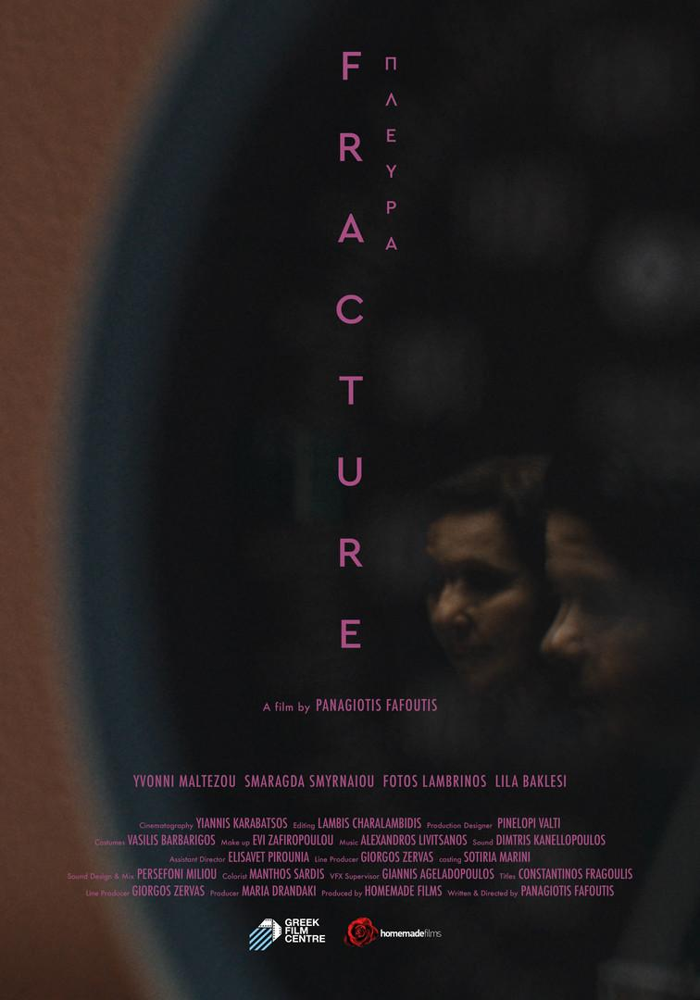 FRACTURE
ΠΛΕΥΡΑ
A film by PANAGIOTIS FAFOUTIS
YVONNI MALTEZOU SMARAGDA SMYRNAIOU FOTOS LAMBRINOS LILA BAKLESI
Cinematography YIANNIS KARABATSOS Editing LAMBIS CHARALAMBIDIS Production Designer PINELOPI VALTI
Costumes VASILIS BARBARIGOS Make up EVI ZAFIROPOULOU Music ALEXANDROS LIVITSANOS Sound DIMTRIS KANELLOPOULOS
Assistant Director ELISAVET PIROUNIA Line Producer GIORGOS ZERVAS casting SOTIRIA MARINI
Sound Design & Mix PERSEFONI MILIOU Colorist MANTHOS SARDIS VFX Supervisor GIANNIS AGELADOPOULOS Titles CONSTANTINOS FRAGOULIS
Line Producer GIORGOS ZERVAS Producer MARIA DRANDAKI Produced by HOMEMADE FILMS Written & Directed by PANAGIOTIS FAFOUTIS
GREEK
FILM
CENTRE
homemadefilms